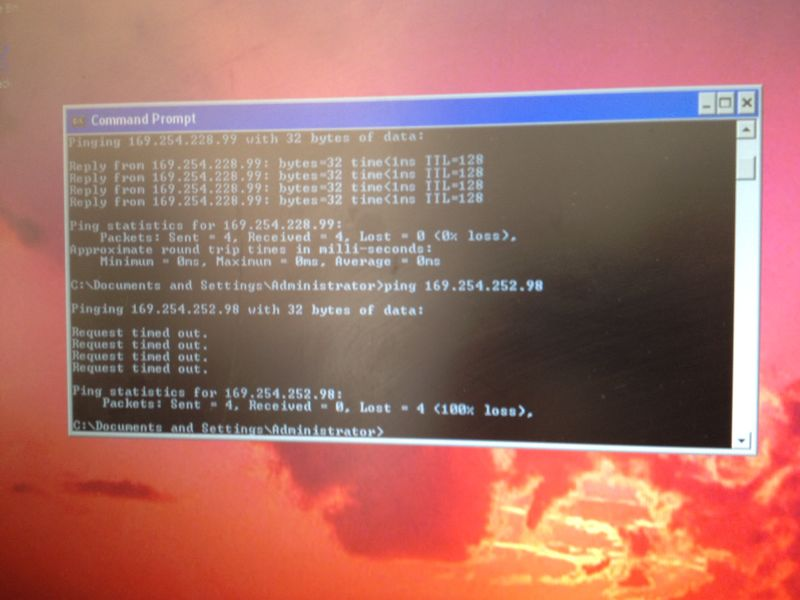 Command Prompt
Pinging 169.254.228.99 with 32 bytes of data:
Reply from 169.254.228.99: bytes=32 time<1ms TTL=128
Reply from 169.254.228.99: bytes=32 time<1ms TTL=128
Reply from 169.254.228.99: bytes=32 time<1ms TTL=128
Reply from 169.254.228.99: bytes=32 time<1ms TTL=128
Ping statistics for 169.254.228.99:
Packets: Sent = 4, Received = 4, Lost = 0 (0% loss),
Approximate round trip times in milli-seconds:
Minimum = 0ms, Maximum = 0ms, Average = 0ms
C:\Documents and Settings\Administrator>ping 169.254.252.98
Pinging 169.254.252.98 with 32 bytes of data:
Request timed out.
Request timed out.
Request timed out.
Request timed out.
Ping statistics for 169.254.252.98:
Packets: Sent = 4, Received = 0, Lost = 4 (100% loss),
C:\Documents and Settings\Administrator>